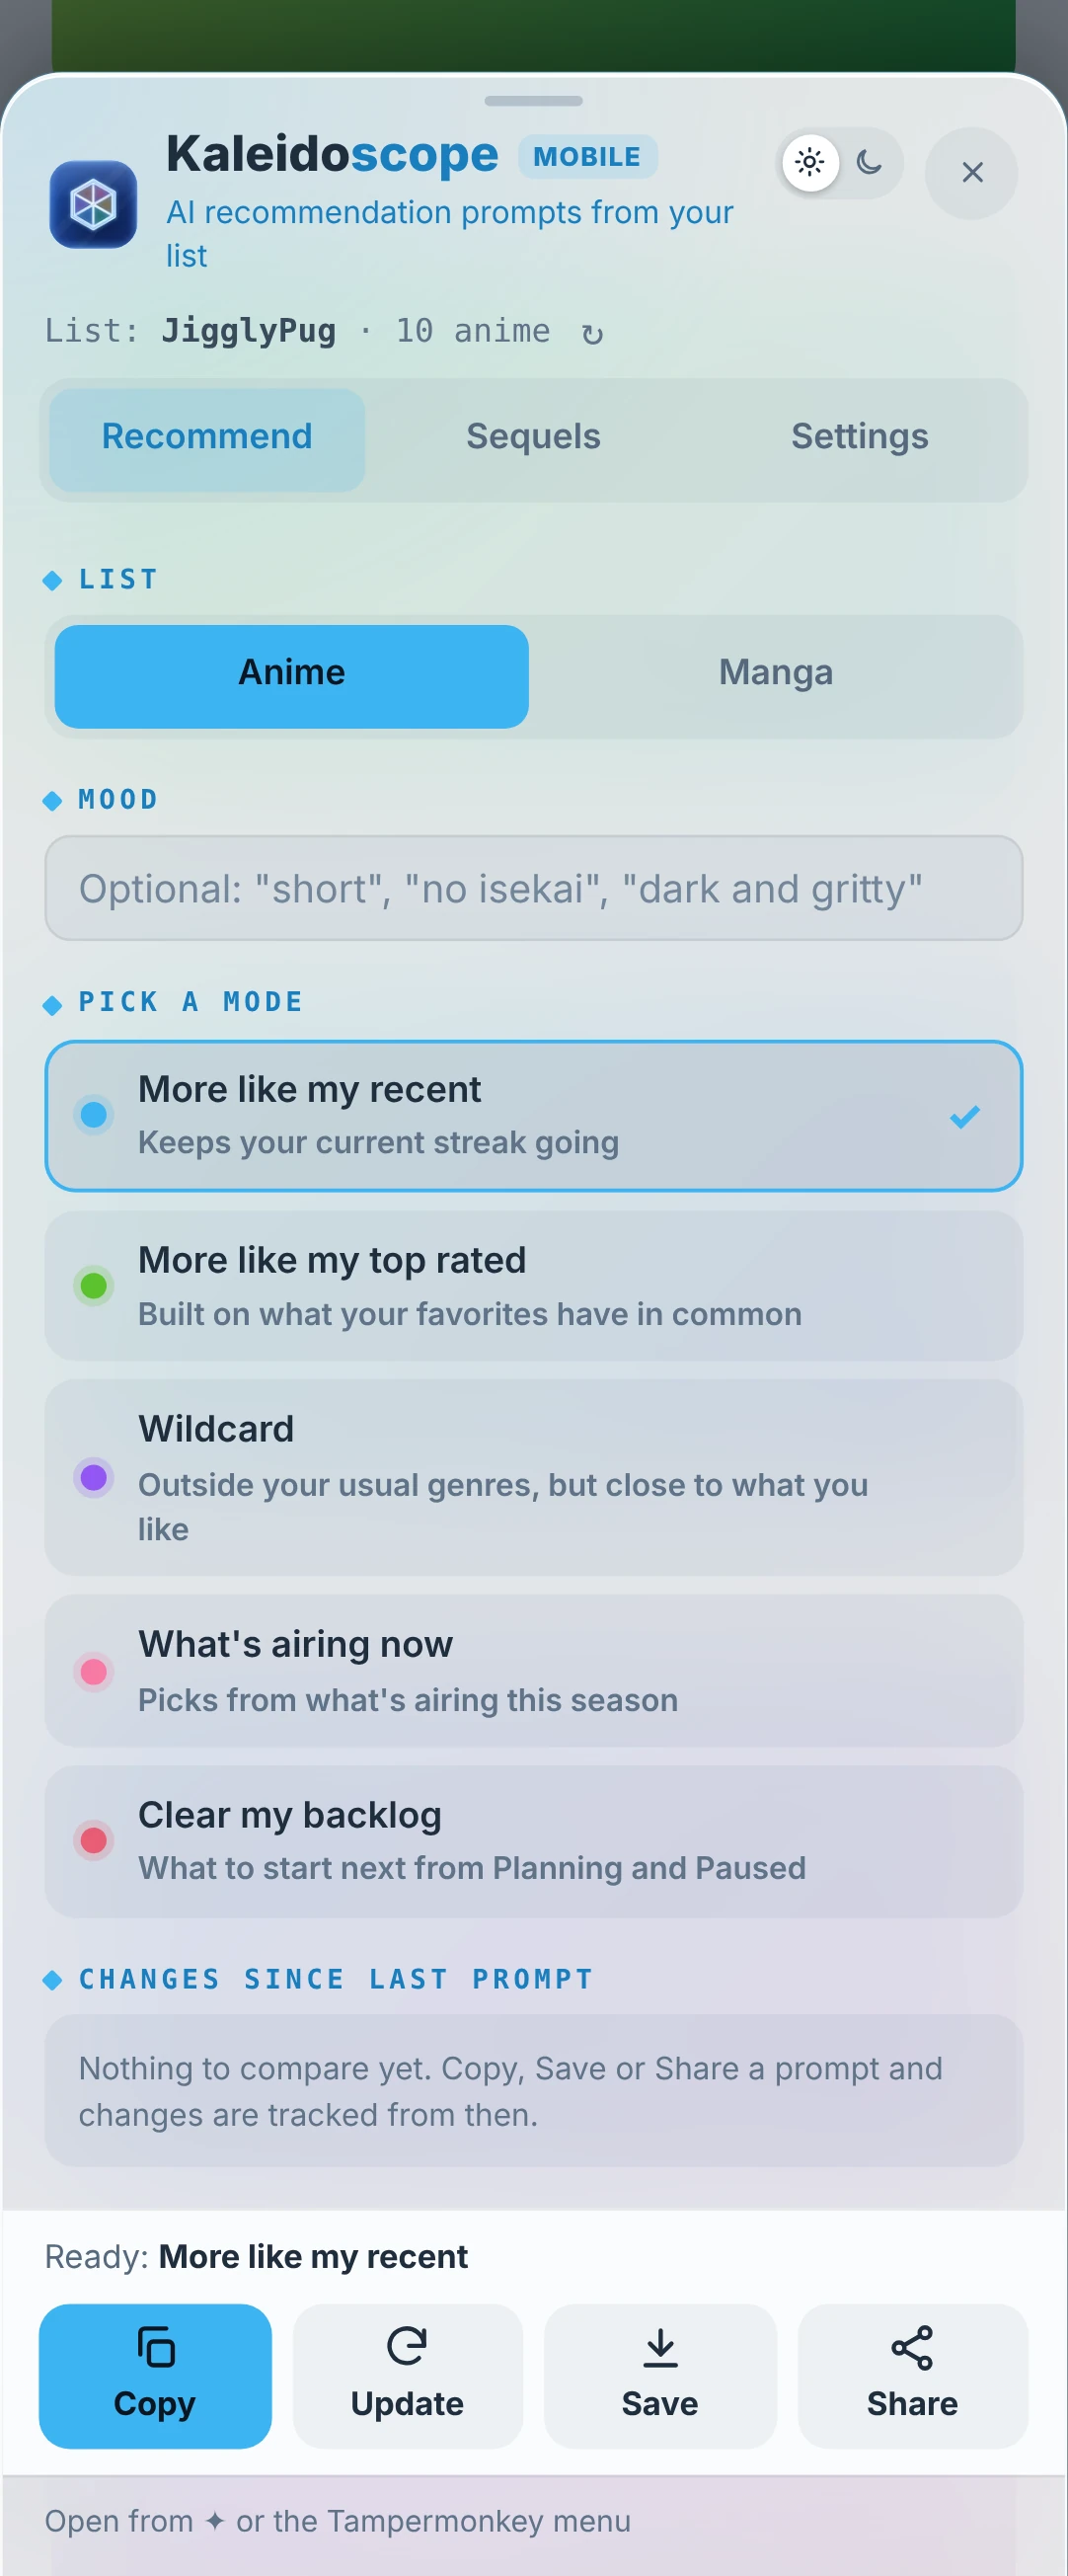 Kaleidoscope MOBILE
AI recommendation prompts from your
list
List: JigglyPug · 10 anime ↻
Recommend Sequels Settings
LIST
Anime Manga
MOOD
Optional: "short", "no isekai", "dark and gritty"
PICK A MODE
More like my recent
Keeps your current streak going
More like my top rated
Built on what your favorites have in common
Wildcard
Outside your usual genres, but close to what you
like
What's airing now
Picks from what's airing this season
Clear my backlog
What to start next from Planning and Paused
CHANGES SINCE LAST PROMPT
Nothing to compare yet. Copy, Save or Share a prompt and
changes are tracked from then.
Ready: More like my recent
Copy Update Save Share
Open from ✦ or the Tampermonkey menu